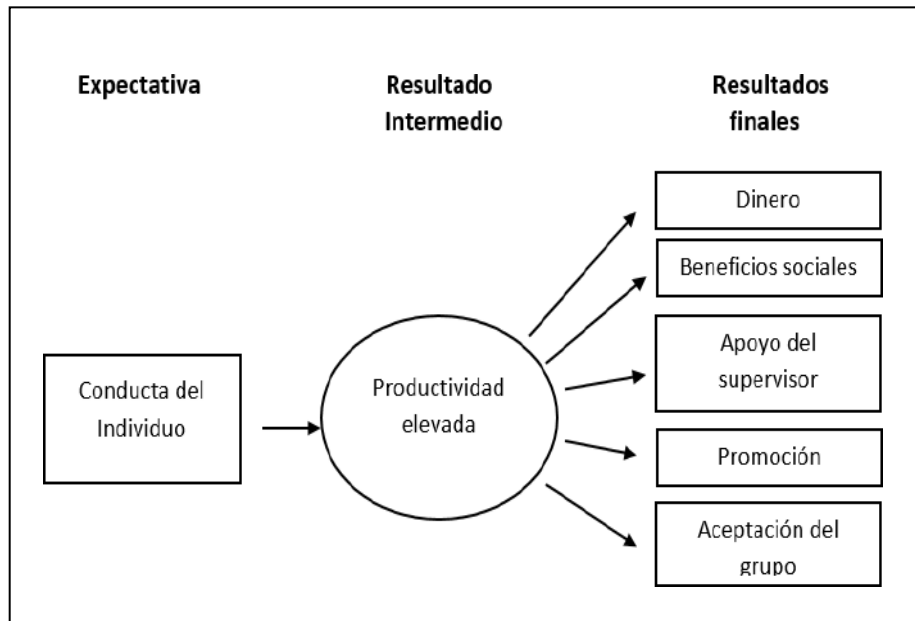 Expectativa
Resultado
Intermedio
Resultados
finales
Dinero
Beneficios sociales
Apoyo del
supervisor
Promoción
Aceptación del
grupo
Conducta del
Individuo
Productividad
elevada